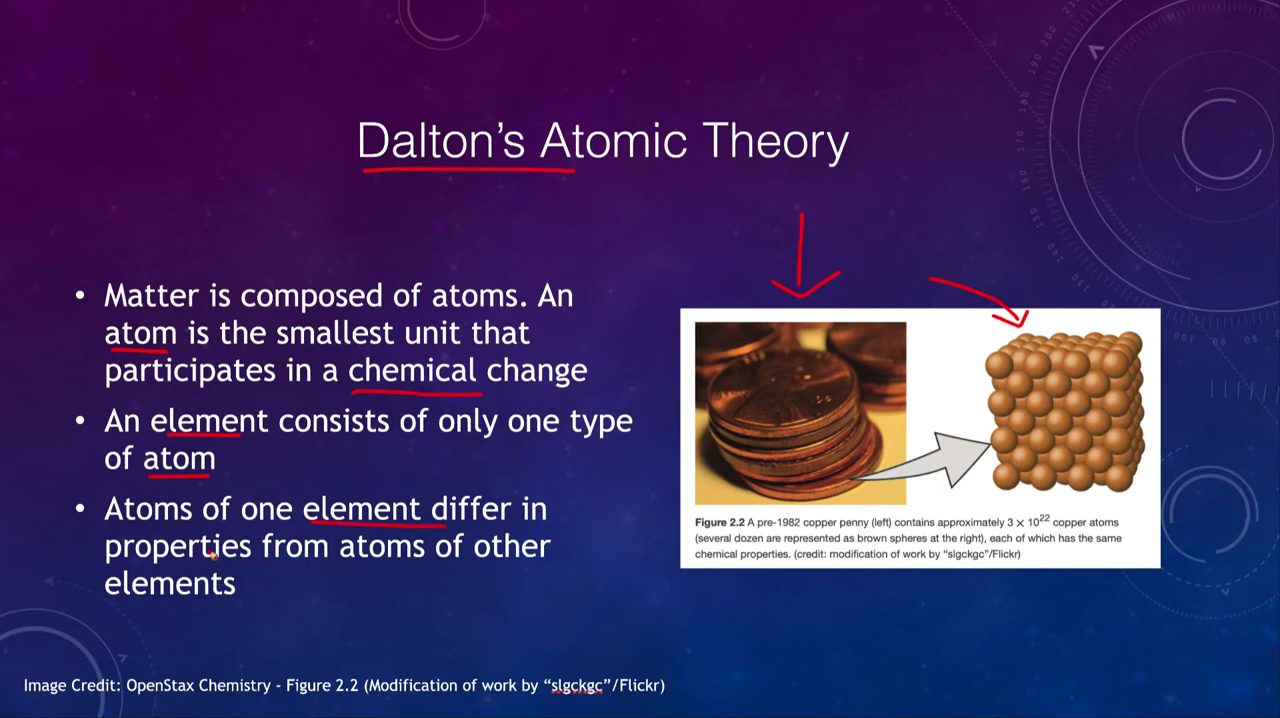 Dalton's Atomic Theory
• Matter is composed of atoms. An
atom is the smallest unit that
participates in a chemical change
• An element consists of only one type
of atom
• Atoms of one element differ in
properties from atoms of other
elements
Figure 2.2 A pre-1982 copper penny (left) contains approximately 3 × 10²² copper atoms
(several dozen are represented as brown spheres at the right), each of which has the same
chemical properties. (credit: modification of work by “slgckgc”/Flickr)
Image Credit: OpenStax Chemistry - Figure 2.2 (Modification of work by “slgckgc”/Flickr)